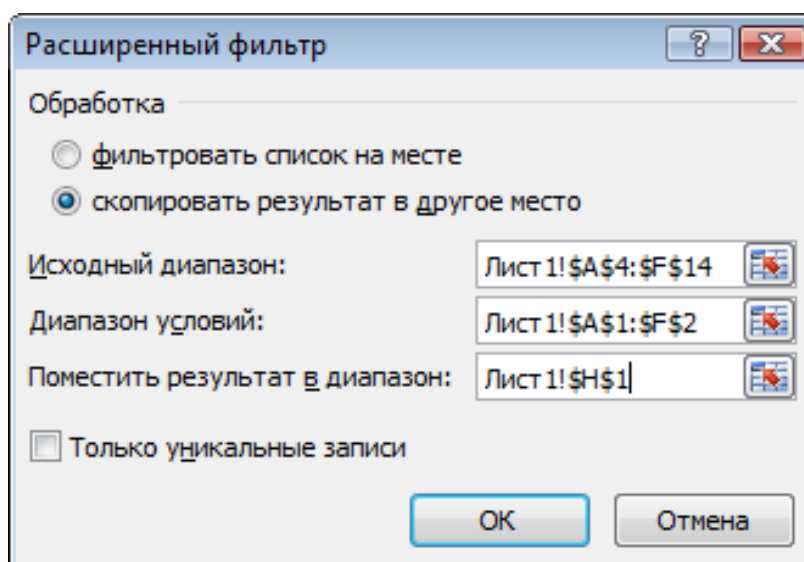 Расширенный фильтр
Обработка
фильтровать список на месте
скопировать результат в другое место
Исходный диапазон: Лист1!$A$4:$F$14
Диапазон условий: Лист1!$A$1:$F$2
Поместить результат в диапазон: Лист1!$H$1
Только уникальные записи
ОК Отмена